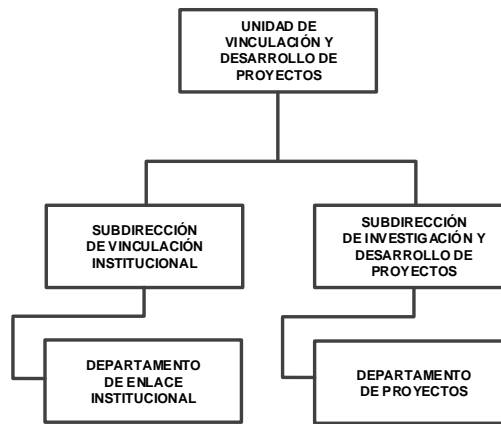 UNIDAD DE
VINCULACIÓN Y
DESARROLLO DE
PROYECTOS
SUBDIRECCIÓN
DE VINCULACIÓN
INSTITUCIONAL
SUBDIRECCIÓN
DE INVESTIGACIÓN Y
DESARROLLO DE
PROYECTOS
DEPARTAMENTO
DE ENLACE
INSTITUCIONAL
DEPARTAMENTO
DE PROYECTOS